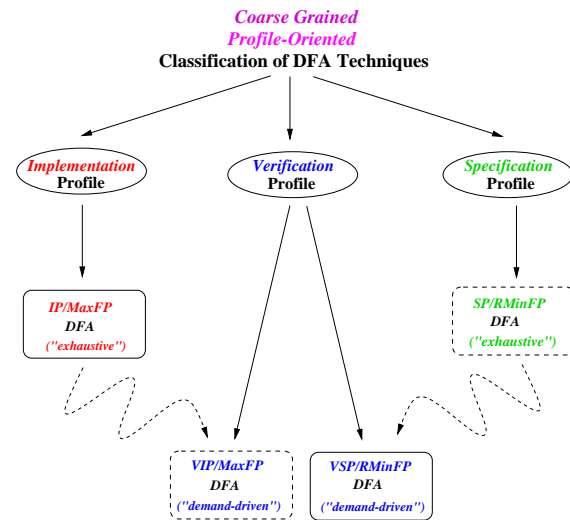 Coarse Grained
Profile-Oriented
Classification of DFA Techniques
Implementation
Profile
Verification
Profile
Specification
Profile
IP/MaxFP
DFA
("exhaustive")
SP/RMinFP
DFA
("exhaustive")
VIP/MaxFP
DFA
("demand-driven")
VSP/RMinFP
DFA
("demand-driven")